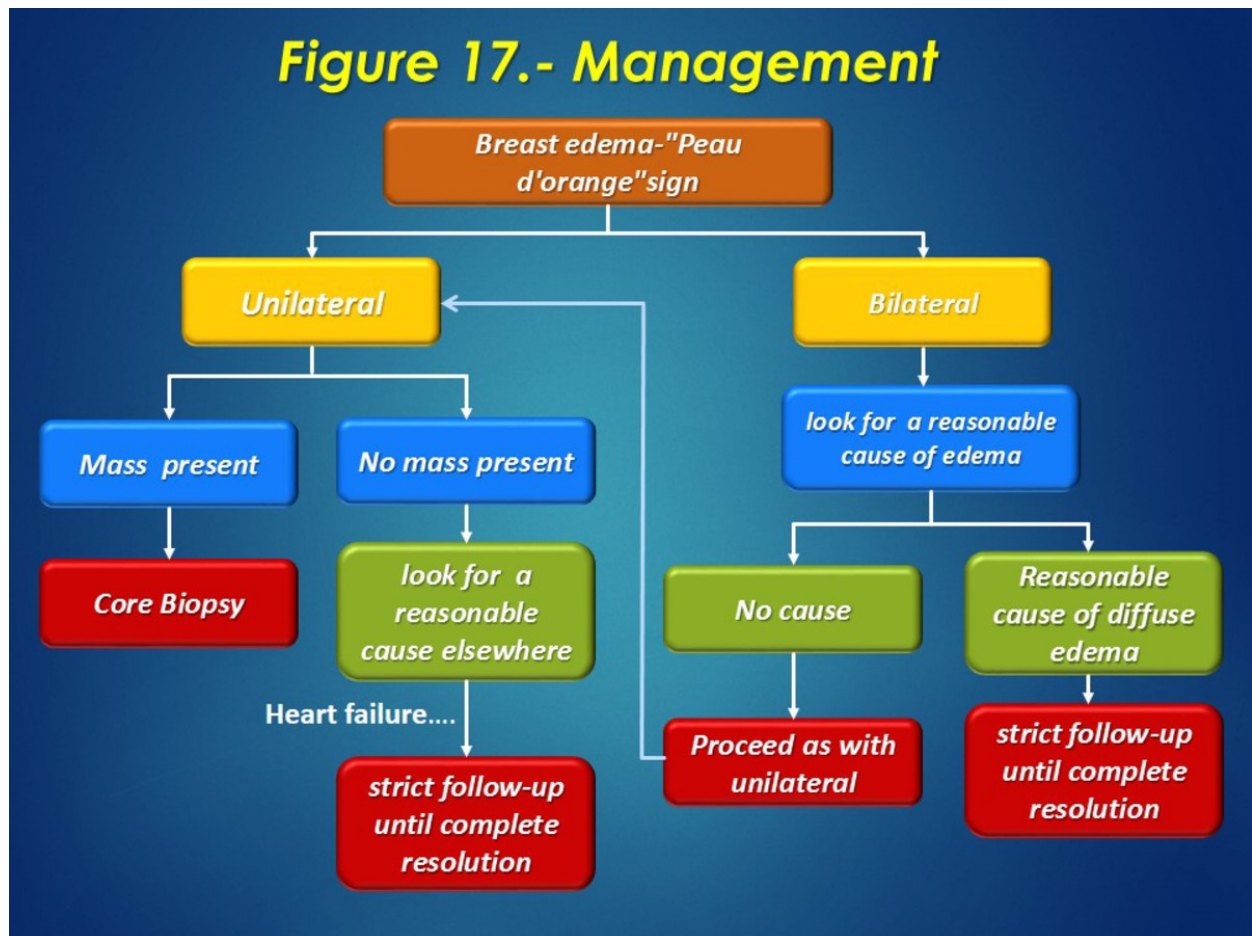 Figure 17.- Management
Breast edema-"Peau
d'orange"sign
Unilateral
Bilateral
Mass present
No mass present
look for a reasonable
cause of edema
Core Biopsy
look for a
reasonable
cause elsewhere
No cause
Reasonable
cause of diffuse
edema
Heart failure....
strict follow-up
until complete
resolution
Proceed as with
unilateral
strict follow-up
until complete
resolution